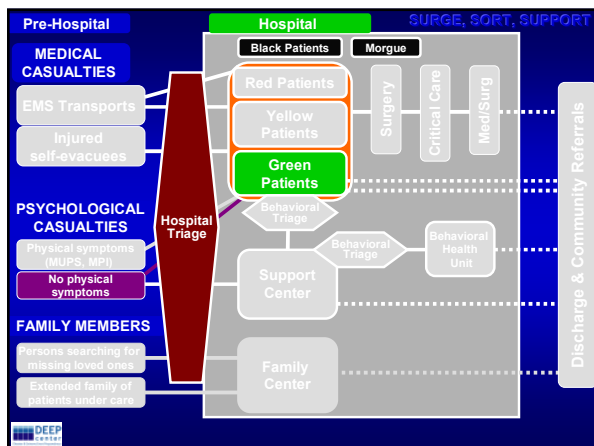 Pre-Hospital
Hospital
SURGE, SORT, SUPPORT
Black Patients
Morgue
MEDICAL
CASUALTIES
EMS Transports
Injured
self-evacuees
Red Patients
Yellow
Patients
Green
Patients
Surgery
Critical Care
Med/Surg
Discharge & Community Referrals
Hospital
Triage
PSYCHOLOGICAL
CASUALTIES
Physical symptoms
(MUPS, MPI)
No physical
symptoms
Behavioral
Triage
Behavioral
Triage
Behavioral
Health
Unit
Support
Center
FAMILY MEMBERS
Persons searching for
missing loved ones
Extended family of
patients under care
Family
Center
DEEP
center